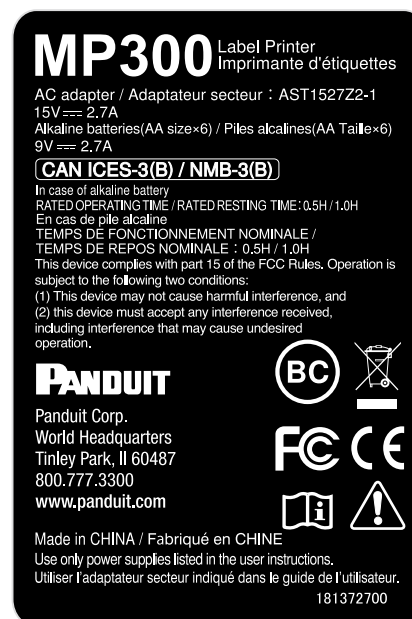 MP300 Label Printer
Imprimante d'étiquettes
AC adapter / Adaptateur secteur : AST1527Z2-1
15V⎓ 2.7A
Alkaline batteries(AA size×6) / Piles alcalines(AA Taille×6)
9V⎓ 2.7A
CAN ICES-3(B) / NMB-3(B)
In case of alkaline battery
RATED OPERATING TIME / RATED RESTING TIME: 0.5H / 1.0H
En cas de pile alcaline
TEMPS DE FONCTIONNEMENT NOMINALE /
TEMPS DE REPOS NOMINALE : 0.5H / 1.0H
This device complies with part 15 of the FCC Rules. Operation is
subject to the following two conditions:
(1) This device may not cause harmful interference, and
(2) this device must accept any interference received,
including interference that may cause undesired
operation.
BC
PANDUIT
Panduit Corp.
World Headquarters
Tinley Park, Il 60487
800.777.3300
www.panduit.com
FC CE
i
Made in CHINA / Fabriqué en CHINE
Use only power supplies listed in the user instructions.
Utiliser l'adaptateur secteur indiqué dans le guide de l'utilisateur.
181372700